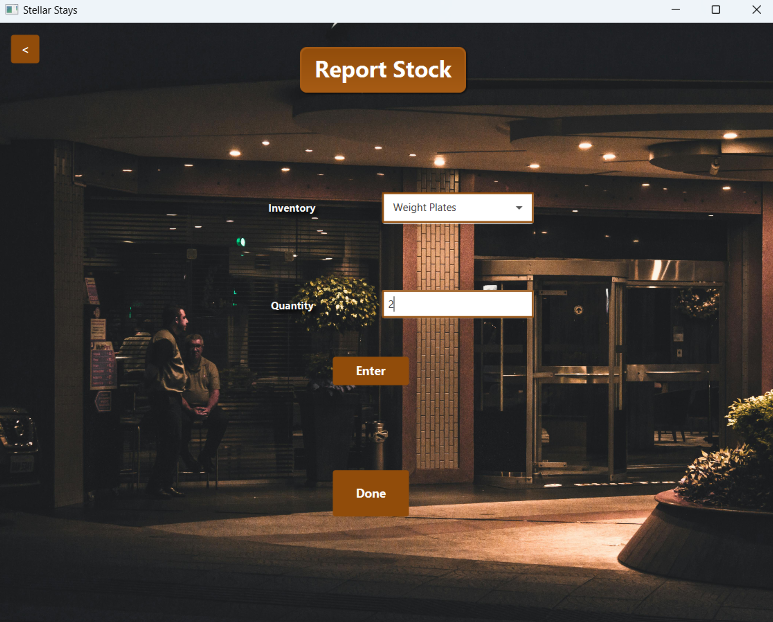 Stellar Stays
<
Report Stock
Inventory
Weight Plates
Quantity
2
Enter
Done